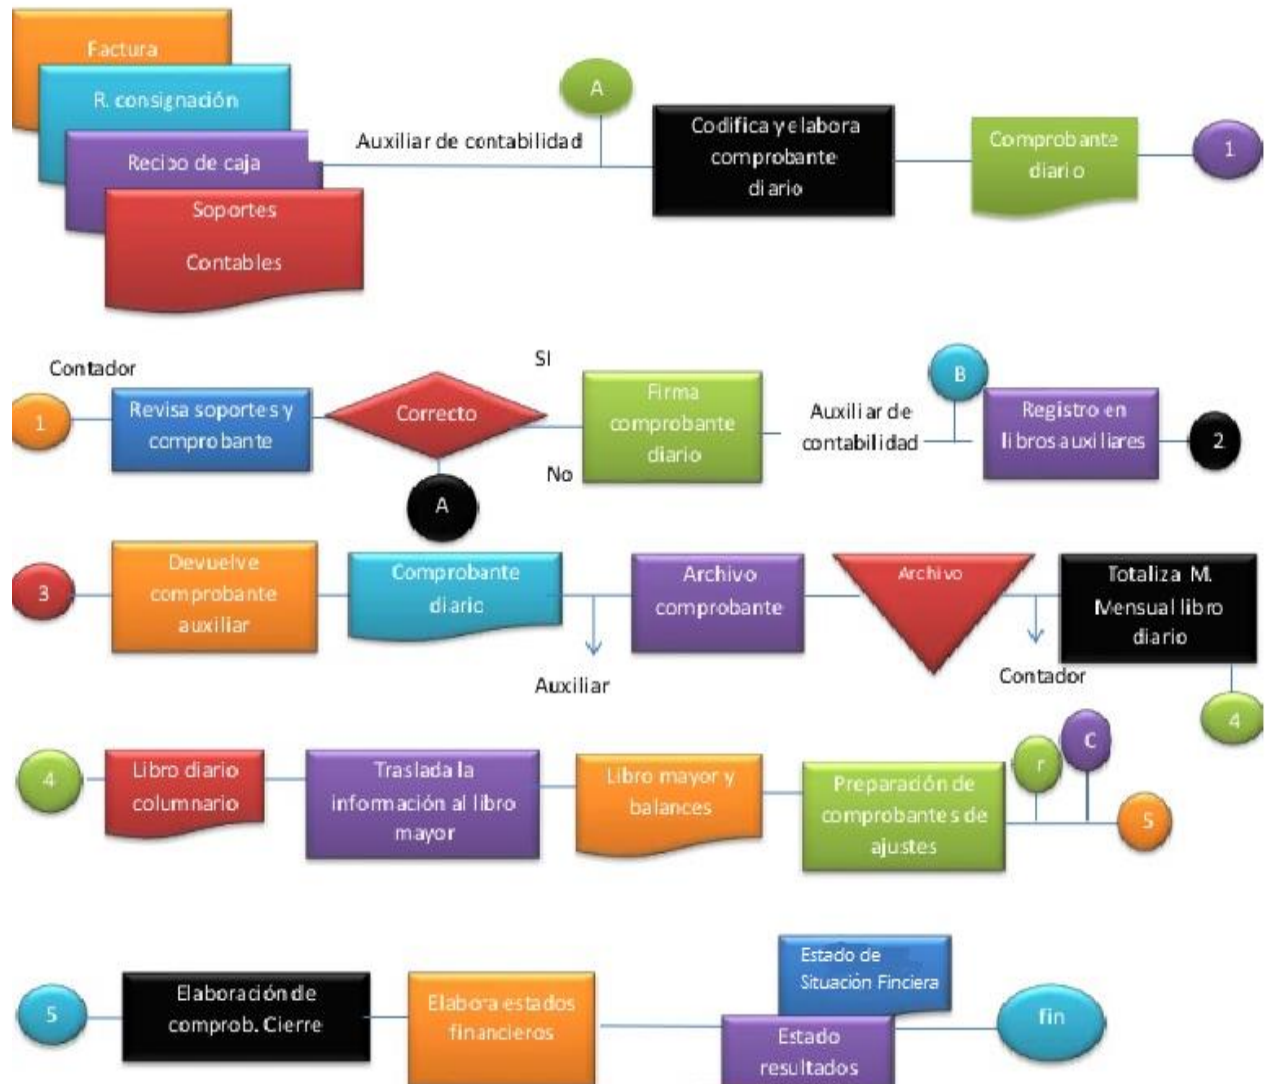 Factura
R. consignación
Recibo de caja
Soportes
Contables
Auxiliar de contabilidad
A
Codifica y elabora
comprobante
diario
Comprobante
diario
1
Contador
1
Revisa soportes y
comprobante
Correcto
SI
No
A
Firma
comprobante
diario
Auxiliar de
contabilidad
B
Registro en
libros auxiliares
2
3
Devuelve
comprobante
auxiliar
Comprobante
diario
Auxiliar
Archivo
comprobante
Archivo
Contador
Totaliza M.
Mensual libro
diario
4
4
Libro diario
columnario
Traslada la
información al libro
mayor
Libro mayor y
balances
Preparación de
comprobantes de
ajustes
r
C
5
5
Elaboración de
comprob. Cierre
Elabora estados
financieros
Estado de
Situación Finciera
Estado
resultados
fin